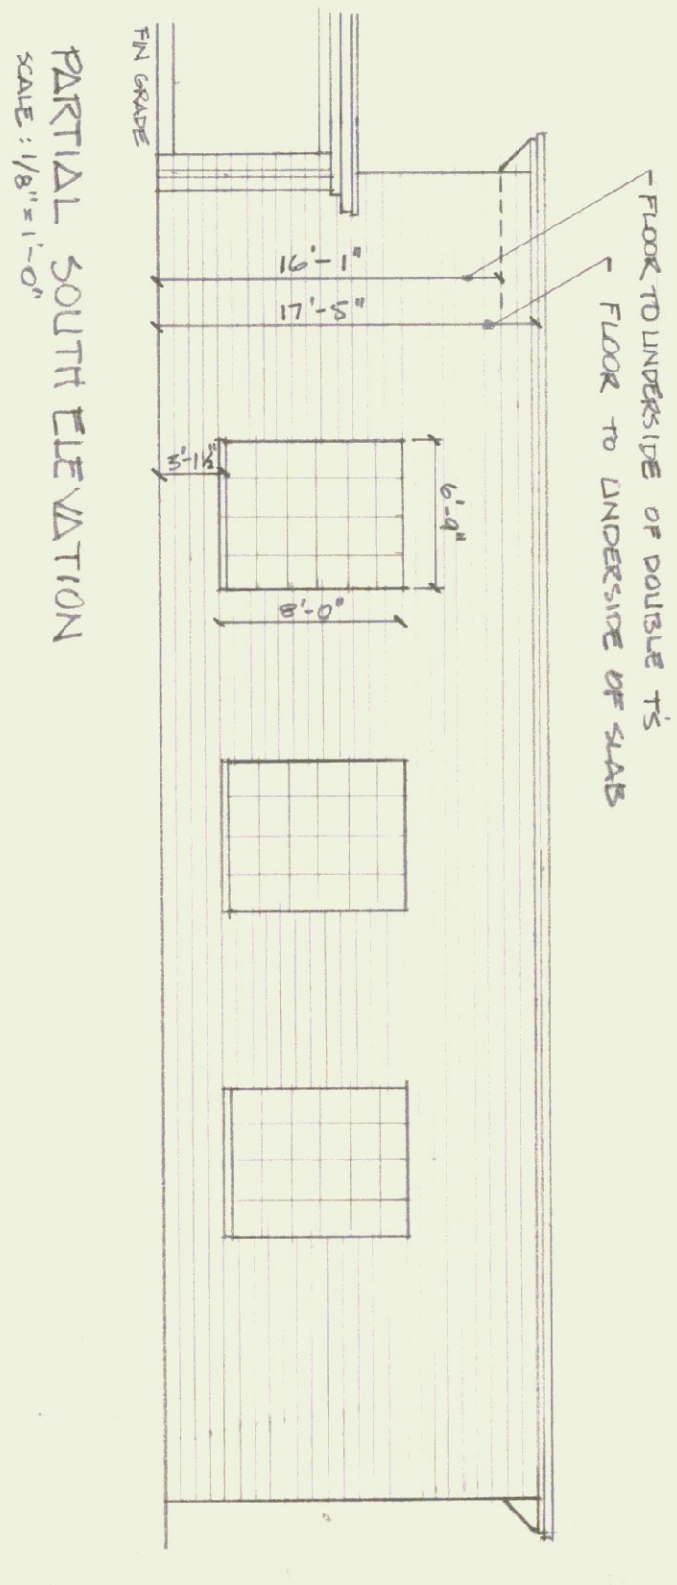 FLOOR TO UNDERSIDE OF DOUBLE T'S
FLOOR TO UNDERSIDE OF SLAB
16'-1"
17'-5"
3'-1½"
6'-9"
8'-0"
FIN GRADE
PARTIAL SOUTH ELEVATION
SCALE : 1/8" = 1'-0"